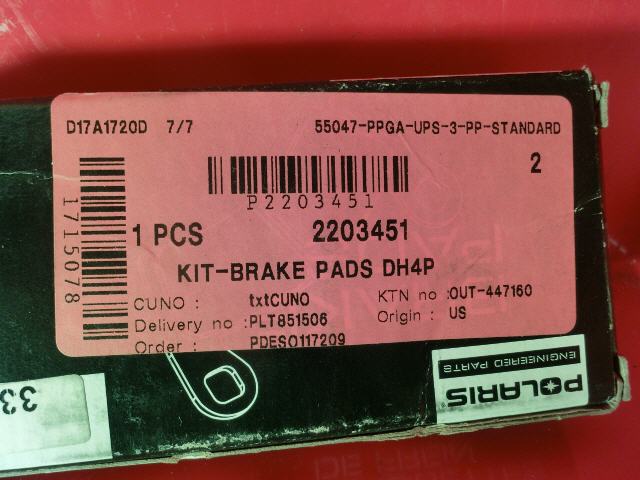 D17A1720D 7/7 55047-PPGA-UPS-3-PP-STANDARD
2
P2203451
1715078
1 PCS 2203451
KIT-BRAKE PADS DH4P
CUNO : txtCUNO KTN no :OUT-447160
Delivery no :PLT851506 Origin : US
Order : PDESO117209
POLARIS
ENGINEERED PARTS
33